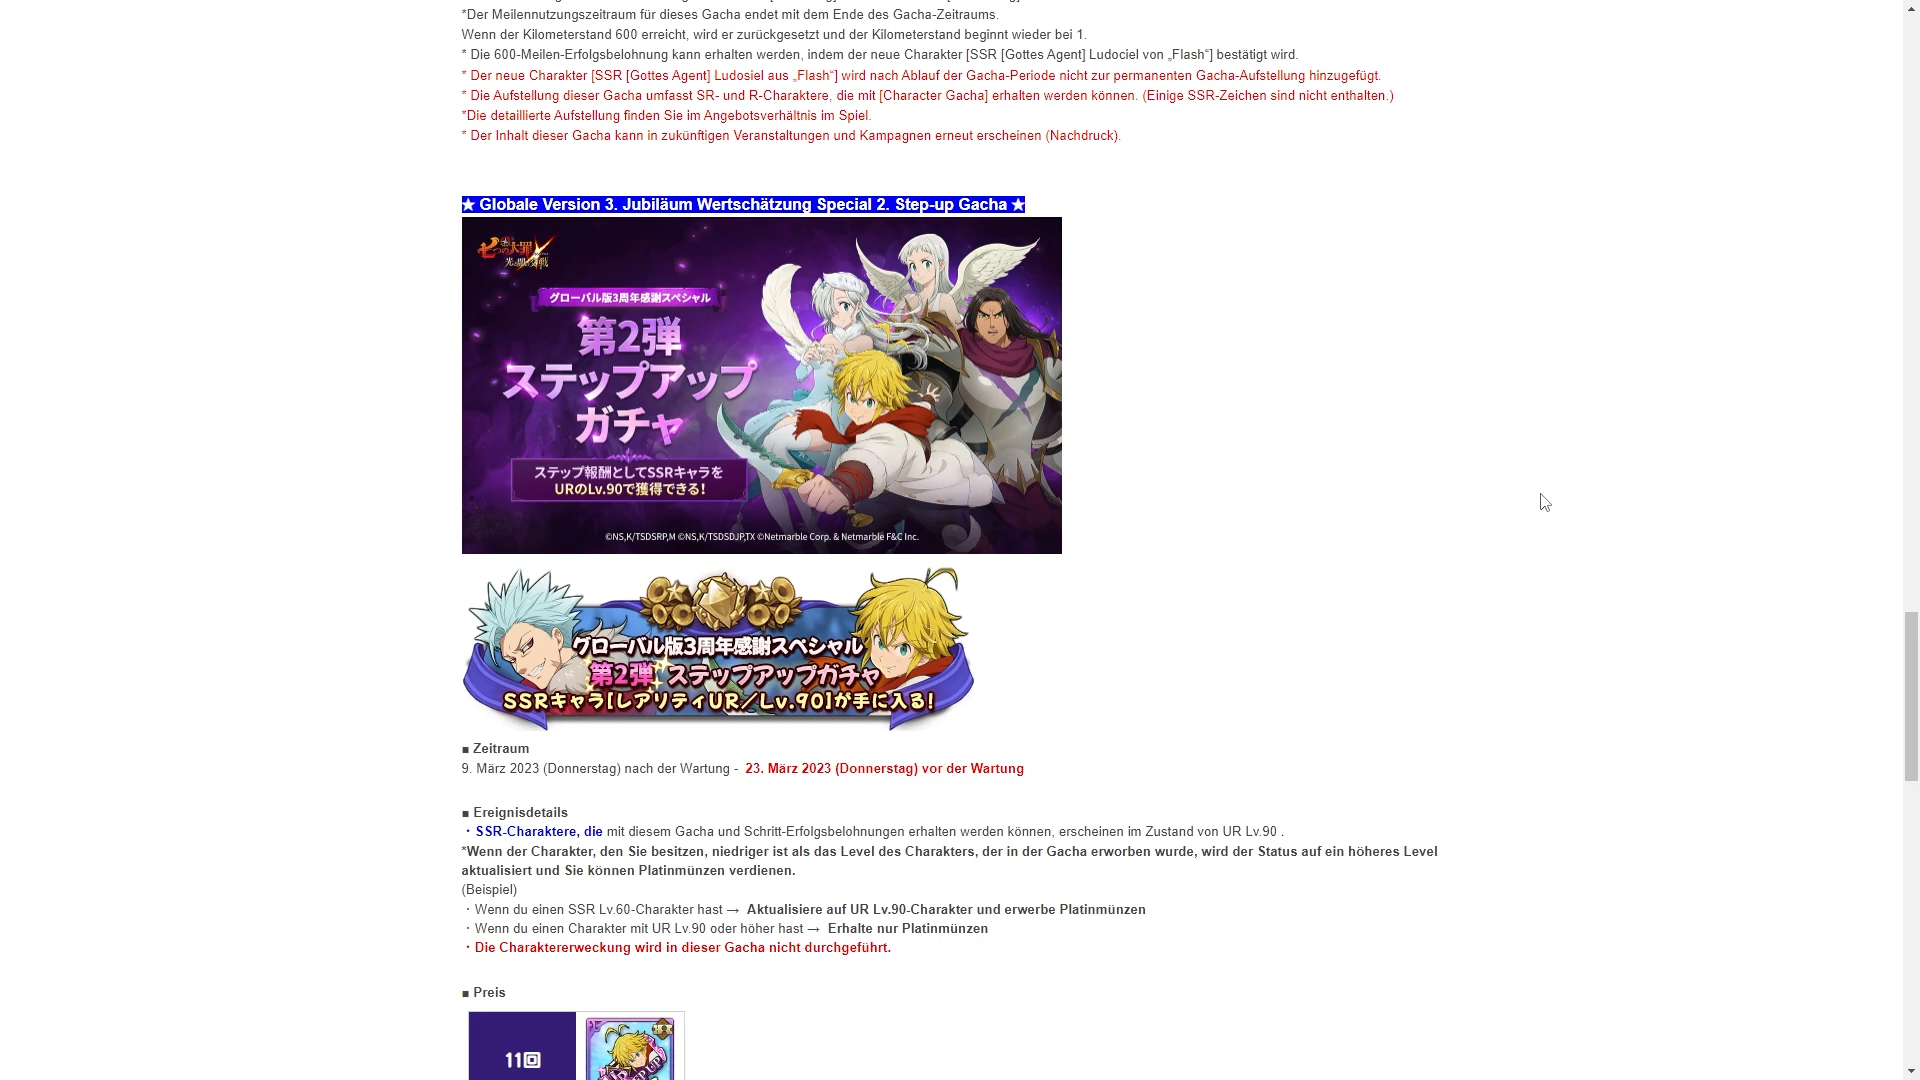 *Der Meilennutzungszeitraum für dieses Gacha endet mit dem Ende des Gacha-Zeitraums.
Wenn der Kilometerstand 600 erreicht, wird er zurückgesetzt und der Kilometerstand beginnt wieder bei 1.
* Die 600-Meilen-Erfolgsbelohnung kann erhalten werden, indem der neue Charakter [SSR [Gottes Agent] Ludociel von „Flash“] bestätigt wird.
* Der neue Charakter [SSR [Gottes Agent] Ludosiel aus „Flash“] wird nach Ablauf der Gacha-Periode nicht zur permanenten Gacha-Aufstellung hinzugefügt.
* Die Aufstellung dieser Gacha umfasst SR- und R-Charaktere, die mit [Character Gacha] erhalten werden können. (Einige SSR-Zeichen sind nicht enthalten.)
*Die detaillierte Aufstellung finden Sie im Angebotsverhältnis im Spiel.
* Der Inhalt dieser Gacha kann in zukünftigen Veranstaltungen und Kampagnen erneut erscheinen (Nachdruck).
★ Globale Version 3. Jubiläum Wertschätzung Special 2. Step-up Gacha ★
七つの大罪
グローバル版3周年感謝スペシャル
第2弾
ステップアップ
ガチャ
ステップ報酬としてSSRキャラを
URのLv.90で獲得できる!
©NS,K/TSDSRP,M ©NS,K/TSDSDJP,TX ©Netmarble Corp. & Netmarble F&C Inc.
グローバル版3周年感謝スペシャル
第2弾 ステップアップガチャ
SSRキャラ[レアリティUR/Lv.90]が手に入る!
■ Zeitraum
9. März 2023 (Donnerstag) nach der Wartung - 23. März 2023 (Donnerstag) vor der Wartung
■ Ereignisdetails
・SSR-Charaktere, die mit diesem Gacha und Schritt-Erfolgsbelohnungen erhalten werden können, erscheinen im Zustand von UR Lv.90 .
*Wenn der Charakter, den Sie besitzen, niedriger ist als das Level des Charakters, der in der Gacha erworben wurde, wird der Status auf ein höheres Level
aktualisiert und Sie können Platinmünzen verdienen.
(Beispiel)
・Wenn du einen SSR Lv.60-Charakter hast → Aktualisiere auf UR Lv.90-Charakter und erwerbe Platinmünzen
・Wenn du einen Charakter mit UR Lv.90 oder höher hast → Erhalte nur Platinmünzen
・Die Charaktererweckung wird in dieser Gacha nicht durchgeführt.
■ Preis
11回